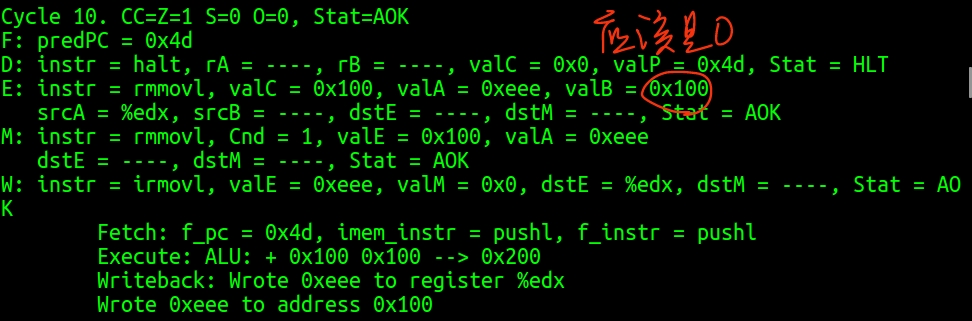 Cycle 10. CC=Z=1 S=0 O=0, Stat=AOK
应该是0
F: predPC = 0x4d
D: instr = halt, rA = ----, rB = ----, valC = 0x0, valP = 0x4d, Stat = HLT
E: instr = rmmovl, valC = 0x100, valA = 0xeee, valB = 0x100
srcA = %edx, srcB = ----, dstE = ----, dstM = ----, Stat = AOK
M: instr = rmmovl, Cnd = 1, valE = 0x100, valA = 0xeee
dstE = ----, dstM = ----, Stat = AOK
W: instr = irmovl, valE = 0xeee, valM = 0x0, dstE = %edx, dstM = ----, Stat = AO
K
Fetch: f_pc = 0x4d, imem_instr = pushl, f_instr = pushl
Execute: ALU: + 0x100 0x100 --> 0x200
Writeback: Wrote 0xeee to register %edx
Wrote 0xeee to address 0x100